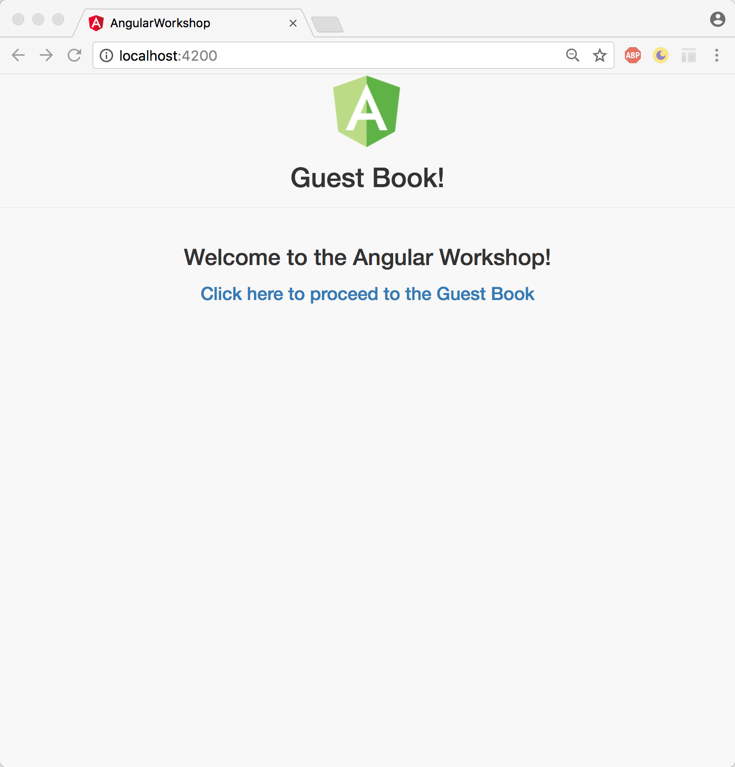 AngularWorkshop
localhost:4200
ABP
A
Guest Book!
Welcome to the Angular Workshop!
Click here to proceed to the Guest Book